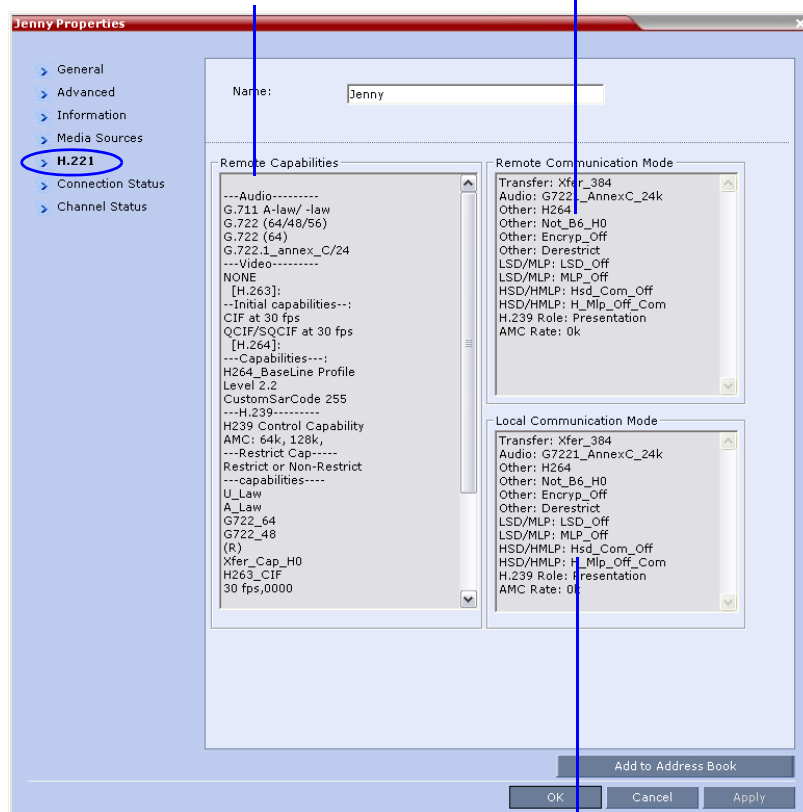 Jenny Properties
General
Advanced
Information
Media Sources
H.221
Connection Status
Channel Status
Name:
Jenny
Remote Capabilities
---Audio---------
G.711 A-law/ -law
G.722 (64/48/56)
G.722 (64)
G.722.1_annex_C/24
---Video---------
NONE
[H.263]:
--Initial capabilities--:
CIF at 30 fps
QCIF/SQCIF at 30 fps
[H.264]:
---Capabilities---:
H264_BaseLine Profile
Level 2.2
CustomSarCode 255
---H.239---------
H239 Control Capability
AMC: 64k, 128k,
---Restrict Cap-----
Restrict or Non-Restrict
---capabilities----
U_Law
A_Law
G722_64
G722_48
(R)
Xfer_Cap_H0
H263_CIF
30 fps,0000
Remote Communication Mode
Transfer: Xfer_384
Audio: G7221_AnnexC_24k
Other: H264
Other: Not_B6_H0
Other: Encryp_Off
Other: Derestrict
LSD/MLP: LSD_Off
LSD/MLP: MLP_Off
HSD/HMLP: Hsd_Com_Off
HSD/HMLP: H_Mlp_Off_Com
H.239 Role: Presentation
AMC Rate: 0k
Local Communication Mode
Transfer: Xfer_384
Audio: G7221_AnnexC_24k
Other: H264
Other: Not_B6_H0
Other: Encryp_Off
Other: Derestrict
LSD/MLP: LSD_Off
LSD/MLP: MLP_Off
HSD/HMLP: Hsd_Com_Off
HSD/HMLP: H_Mlp_Off_Com
H.239 Role: Presentation
AMC Rate: 0k
Add to Address Book
OK
Cancel
Apply